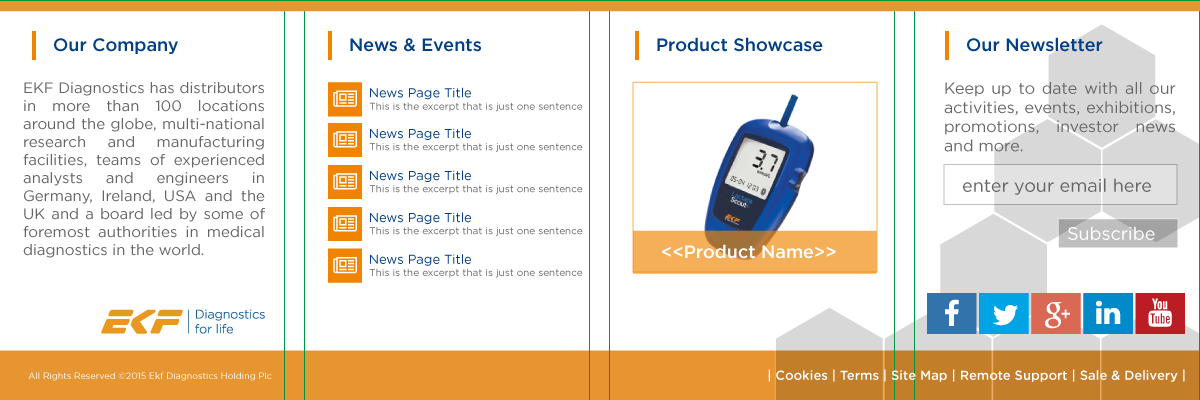 Our Company
EKF Diagnostics has distributors
in more than 100 locations
around the globe, multi-national
research and manufacturing
facilities, teams of experienced
analysts and engineers in
Germany, Ireland, USA and the
UK and a board led by some of
foremost authorities in medical
diagnostics in the world.
EKF Diagnostics
for life
News & Events
News Page Title
This is the excerpt that is just one sentence
News Page Title
This is the excerpt that is just one sentence
News Page Title
This is the excerpt that is just one sentence
News Page Title
This is the excerpt that is just one sentence
News Page Title
This is the excerpt that is just one sentence
Product Showcase
3.7
mmol/L
05-04 12:03
Lactate
Scout+
EKF
<<Product Name>>
Our Newsletter
Keep up to date with all our
activities, events, exhibitions,
promotions, investor news
and more.
enter your email here
Subscribe
f
g+
in
You
Tube
All Rights Reserved ©2015 Ekf Diagnostics Holding Plc
| Cookies | Terms | Site Map | Remote Support | Sale & Delivery |